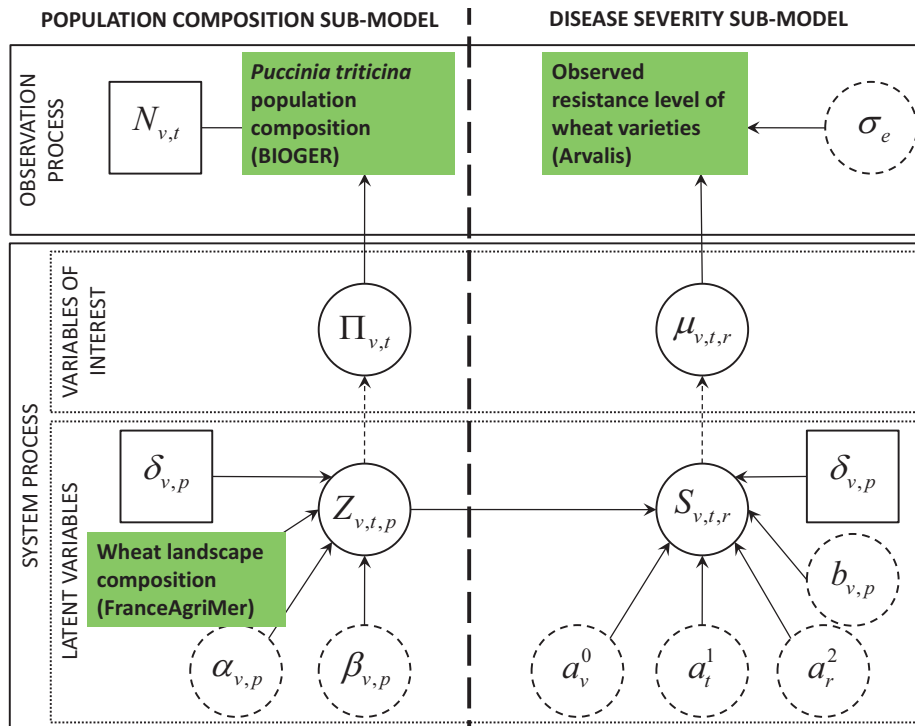 POPULATION COMPOSITION SUB-MODEL
DISEASE SEVERITY SUB-MODEL
OBSERVATION
PROCESS
N_{v,t}
Puccinia triticina
population
composition
(BIOGER)
Observed
resistance level of
wheat varieties
(Arvalis)
σ_e
SYSTEM PROCESS
VARIABLES OF
INTEREST
Π_{v,t}
μ_{v,t,r}
LATENT VARIABLES
δ_{v,p}
Z_{v,t,p}
S_{v,t,r}
δ_{v,p}
Wheat landscape
composition
(FranceAgriMer)
b_{v,p}
α_{v,p}
β_{v,p}
a_v^0
a_t^1
a_r^2